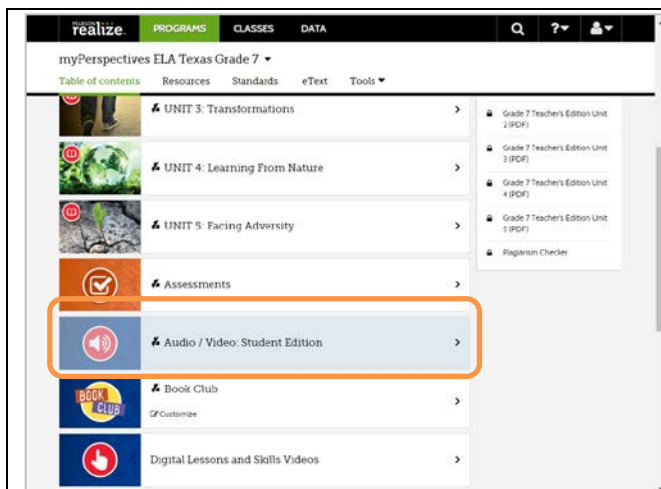 PEARSON
realize.
PROGRAMS CLASSES DATA
?
myPerspectives ELA Texas Grade 7
Table of contents Resources Standards eText Tools
UNIT 3: Transformations
UNIT 4: Learning From Nature
UNIT 5: Facing Adversity
Assessments
Audio / Video: Student Edition
BOOK
CLUB
Book Club
Customize
Digital Lessons and Skills Videos
Grade 7 Teacher's Edition Unit
2 (PDF)
Grade 7 Teacher's Edition Unit
3 (PDF)
Grade 7 Teacher's Edition Unit
4 (PDF)
Grade 7 Teacher's Edition Unit
5 (PDF)
Plagiarism Checker